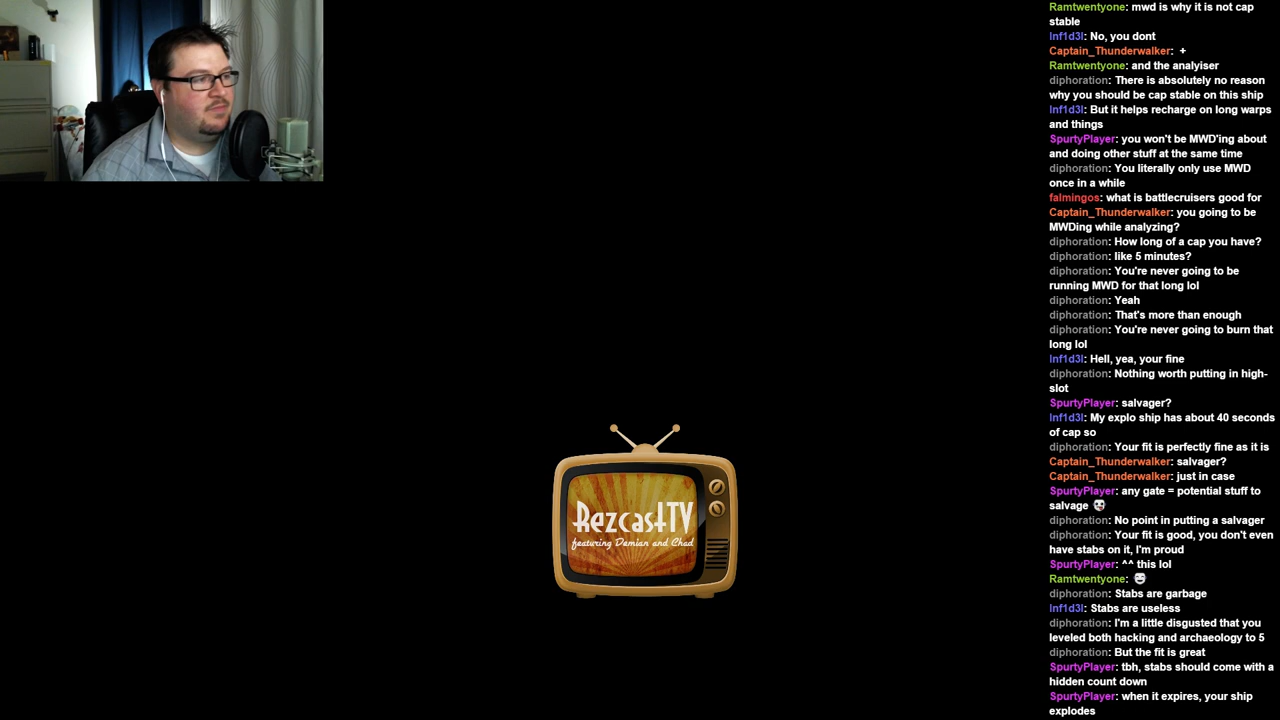 Ramtwentyone: mwd is why it is not cap
stable
Inf1d3l: No, you dont
Captain_Thunderwalker: +
Ramtwentyone: and the analyiser
diphoration: There is absolutely no reason
why you should be cap stable on this ship
Inf1d3l: But it helps recharge on long warps
and things
SpurtyPlayer: you won't be MWD'ing about
and doing other stuff at the same time
diphoration: You literally only use MWD
once in a while
falmingos: what is battlecruisers good for
Captain_Thunderwalker: you going to be
MWDing while analyzing?
diphoration: How long of a cap you have?
diphoration: like 5 minutes?
diphoration: You're never going to be
running MWD for that long lol
diphoration: Yeah
diphoration: That's more than enough
diphoration: You're never going to burn that
long lol
Inf1d3l: Hell, yea, your fine
diphoration: Nothing worth putting in high-
slot
SpurtyPlayer: salvager?
Inf1d3l: My explo ship has about 40 seconds
of cap so
diphoration: Your fit is perfectly fine as it is
Captain_Thunderwalker: salvager?
Captain_Thunderwalker: just in case
SpurtyPlayer: any gate = potential stuff to
salvage
diphoration: No point in putting a salvager
diphoration: Your fit is good, you don't even
have stabs on it, I'm proud
SpurtyPlayer: ^^ this lol
Ramtwentyone:
diphoration: Stabs are garbage
Inf1d3l: Stabs are useless
diphoration: I'm a little disgusted that you
leveled both hacking and archaeology to 5
diphoration: But the fit is great
SpurtyPlayer: tbh, stabs should come with a
hidden count down
SpurtyPlayer: when it expires, your ship
explodes
RezcastTV
featuring Demian and Chad